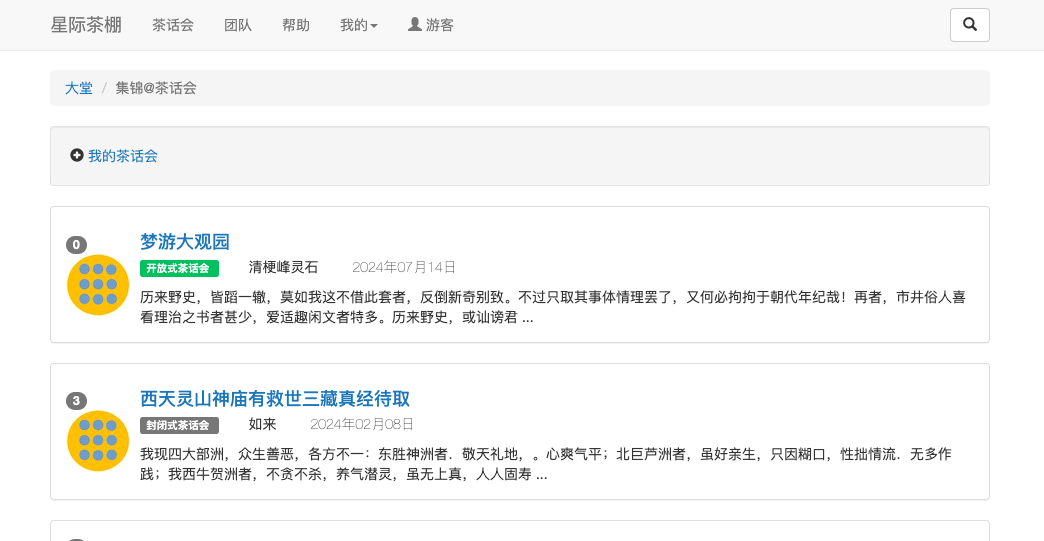 星际茶棚 茶话会 团队 帮助 我的 游客
大堂 / 集锦@茶话会
我的茶话会
0
梦游大观园
开放式茶话会 清梗峰灵石 2024年07月14日
历来野史，皆蹈一辙，莫如我这不借此套者，反倒新奇别致。不过只取其事体情理罢了，又何必拘拘于朝代年纪哉！再者，市井俗人喜
看理治之书者甚少，爱适趣闲文者特多。历来野史，或讪谤君 ...
3
西天灵山神庙有救世三藏真经待取
封闭式茶话会 如来 2024年02月08日
我现四大部洲，众生善恶，各方不一：东胜神洲者．敬天礼地，。心爽气平；北巨芦洲者，虽好亲生，只因糊口，性拙情流．无多作
践；我西牛贺洲者，不贪不杀，养气潜灵，虽无上真，人人固寿 ...